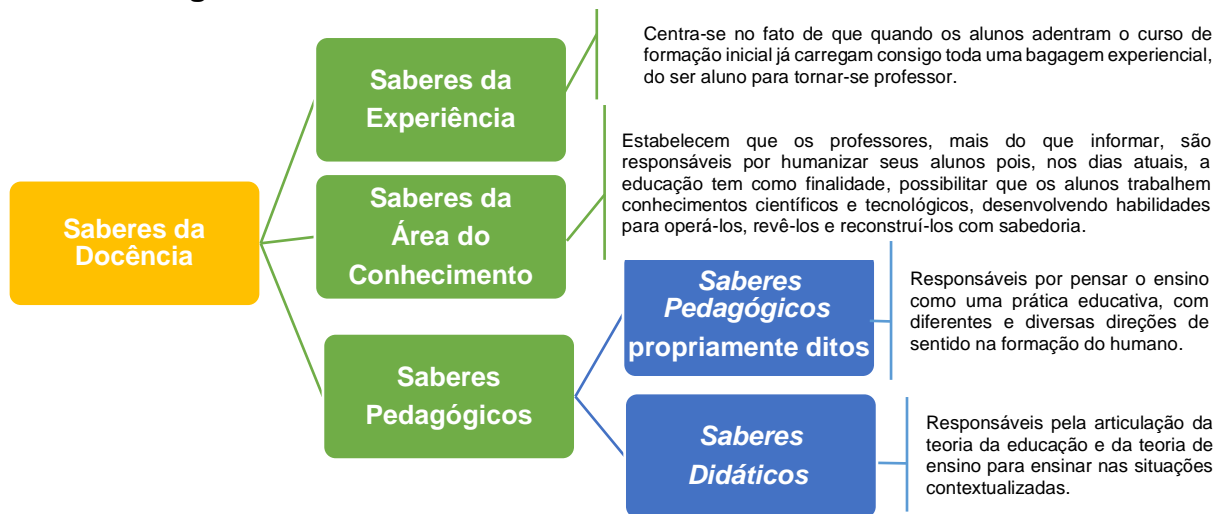 Saberes da
Docência
Saberes da
Experiência
Centra-se no fato de que quando os alunos adentram o curso de
formação inicial já carregam consigo toda uma bagagem experiencial,
do ser aluno para tornar-se professor.
Saberes da
Área do
Conhecimento
Estabelecem que os professores, mais do que informar, são
responsáveis por humanizar seus alunos pois, nos dias atuais, a
educação tem como finalidade, possibilitar que os alunos trabalhem
conhecimentos científicos e tecnológicos, desenvolvendo habilidades
para operá-los, revê-los e reconstruí-los com sabedoria.
Saberes
Pedagógicos
Saberes
Pedagógicos
propriamente ditos
Responsáveis por pensar o ensino
como uma prática educativa, com
diferentes e diversas direções de
sentido na formação do humano.
Saberes
Didáticos
Responsáveis pela articulação da
teoria da educação e da teoria de
ensino para ensinar nas situações
contextualizadas.